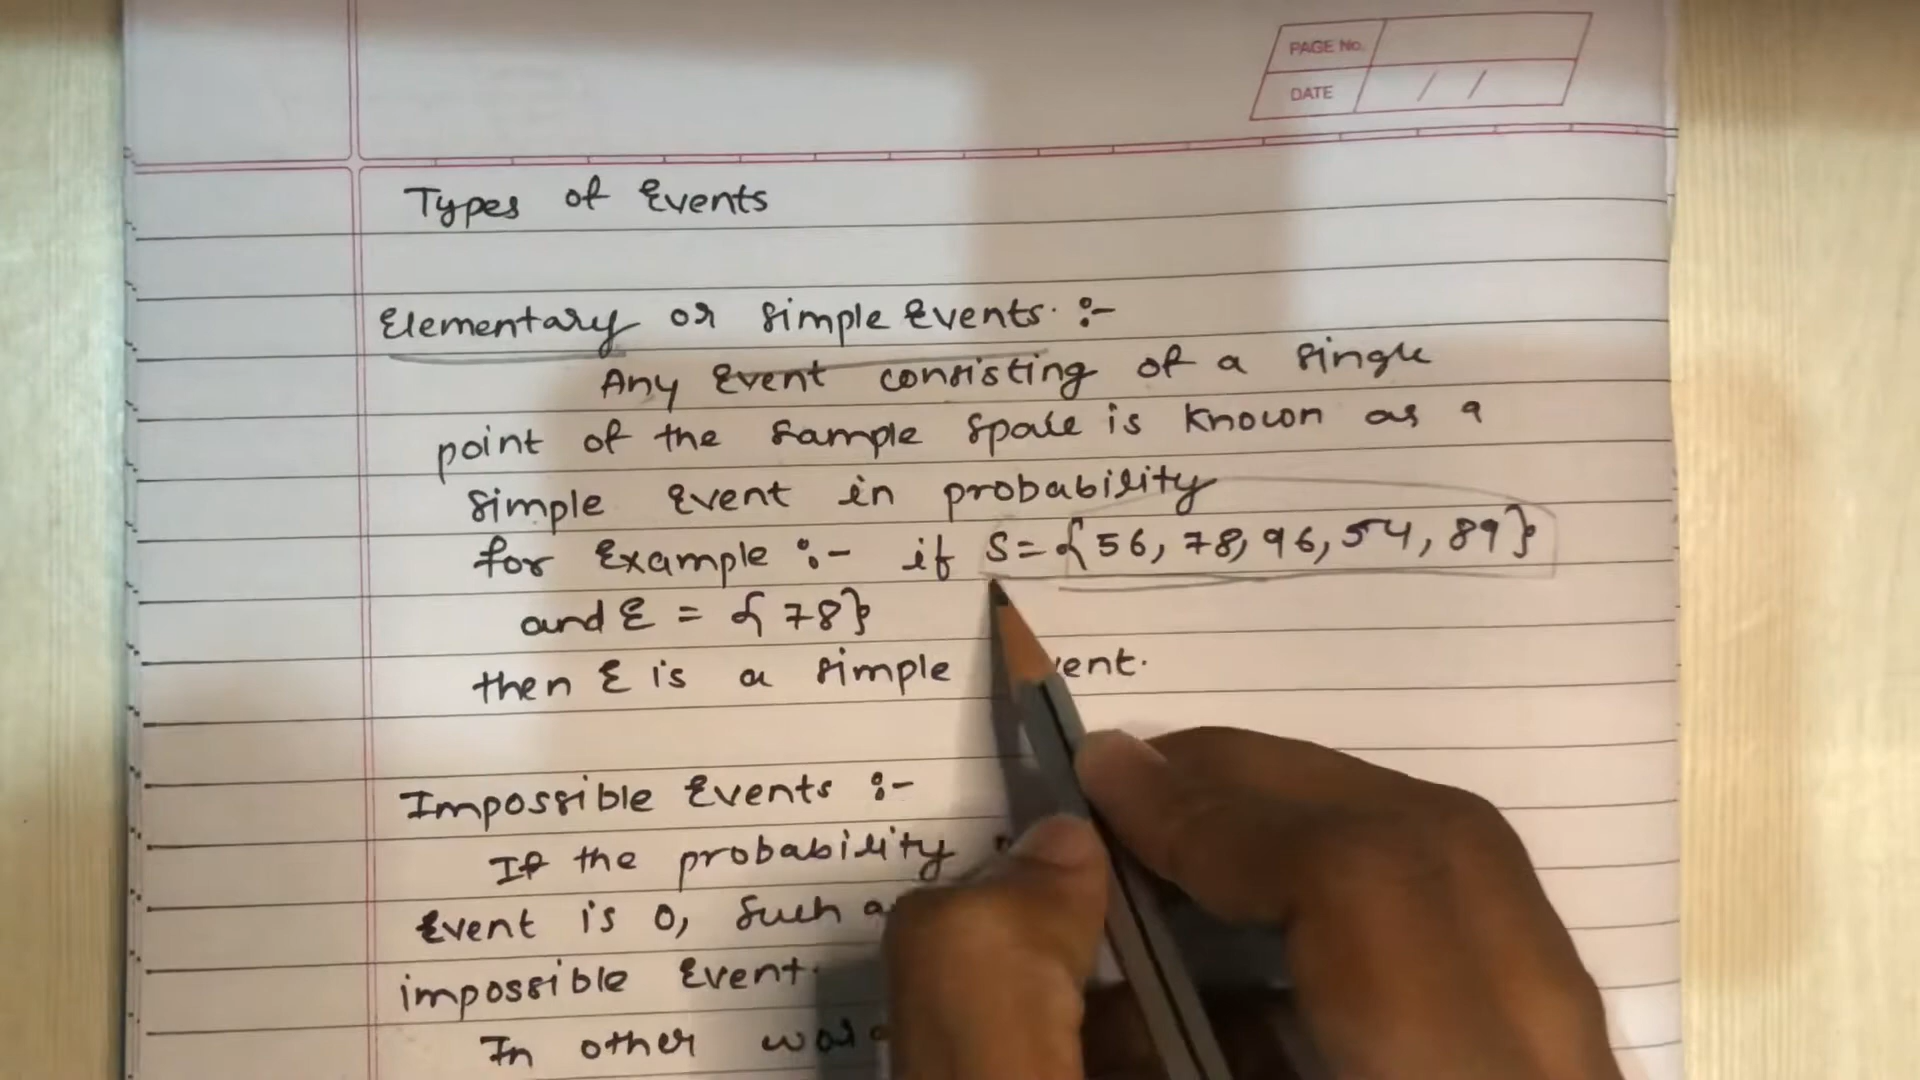 PAGE No.
DATE / /
Types of Events
Elementary or Simple Events :-
Any Event consisting of a single
point of the sample space is known as a
simple Event in probability
for Example :- if S = {56, 78, 96, 54, 89}
and E = {78}
then E is a simple
Impossible Events :-
If the probability
Event is 0, such
impossible Event.
In other